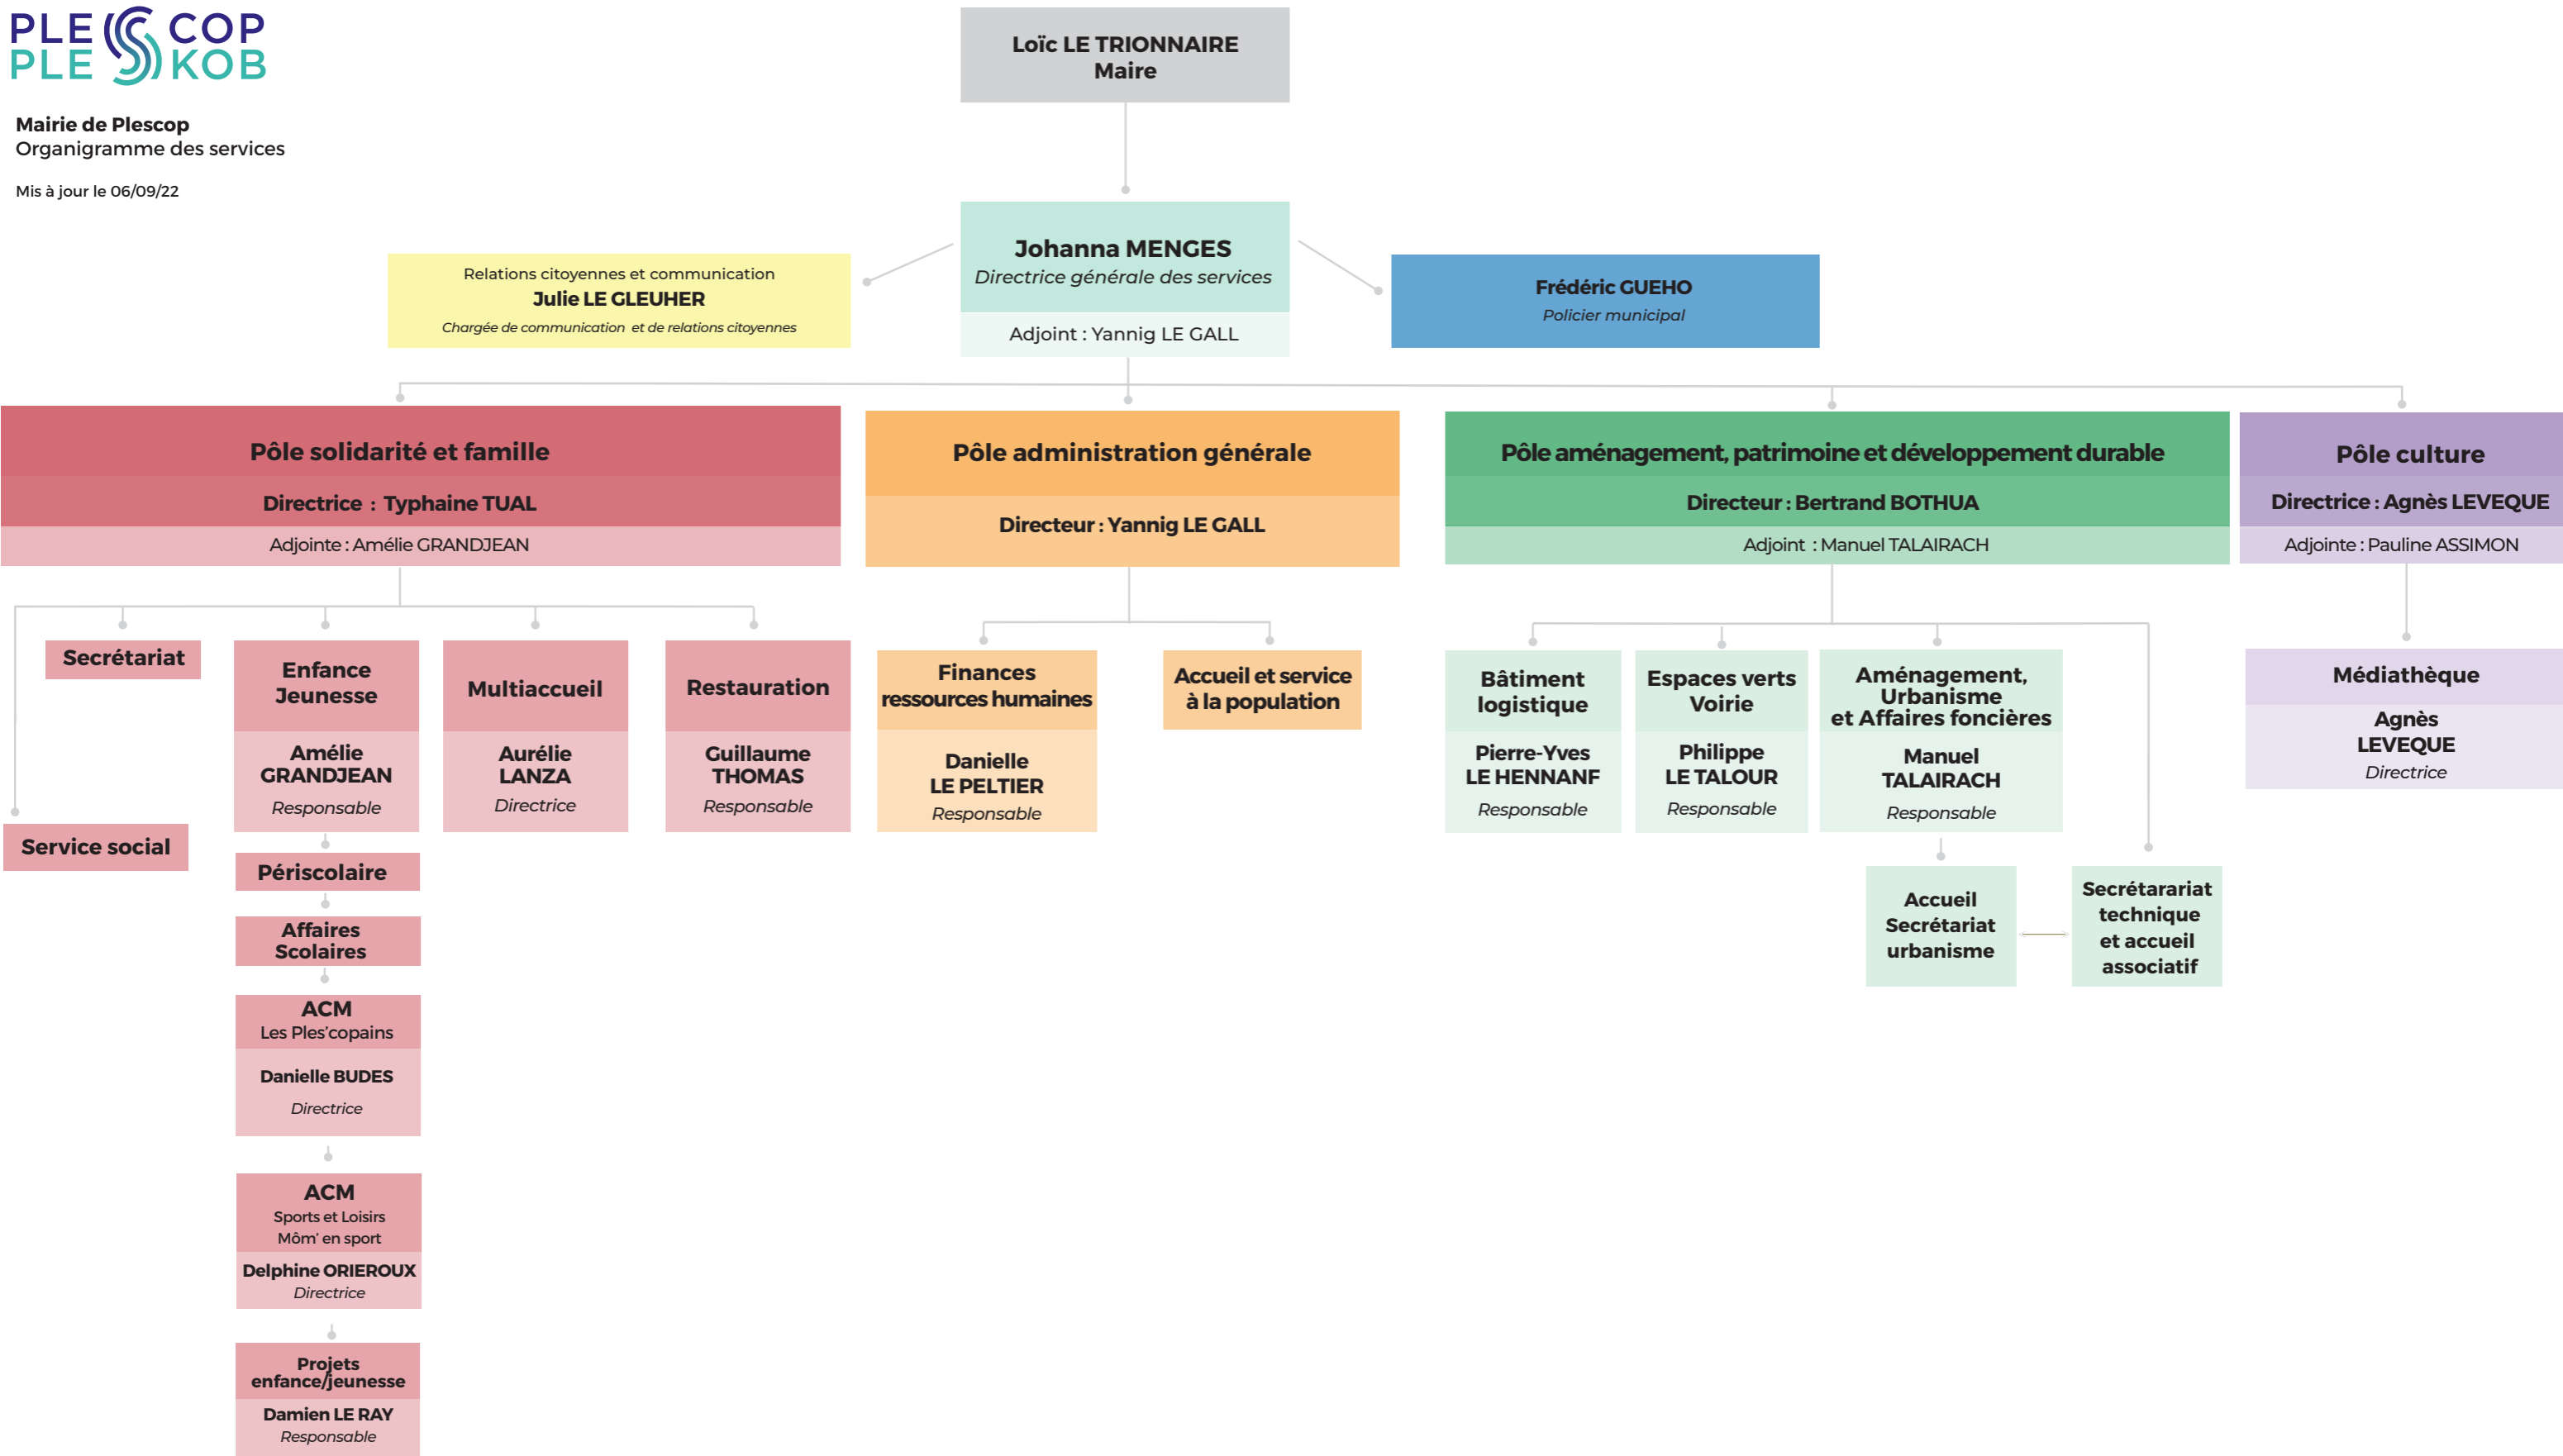 PLESCOP
PLESKOB
Mairie de Plescop
Organigramme des services
Mis à jour le 06/09/22
Loïc LE TRIONNAIRE
Maire
Johanna MENGES
Directrice générale des services
Adjoint : Yannig LE GALL
Relations citoyennes et communication
Julie LE GLEUHER
Chargée de communication et de relations citoyennes
Frédéric GUEHO
Policier municipal
Pôle solidarité et famille
Directrice : Typhaine TUAL
Adjointe : Amélie GRANDJEAN
Pôle administration générale
Directeur : Yannig LE GALL
Pôle aménagement, patrimoine et développement durable
Directeur : Bertrand BOTHUA
Adjoint : Manuel TALAIRACH
Pôle culture
Directrice : Agnès LEVEQUE
Adjointe : Pauline ASSIMON
Secrétariat
Service social
Enfance
Jeunesse
Amélie
GRANDJEAN
Responsable
Périscolaire
Affaires
Scolaires
ACM
Les Ples'copains
Danielle BUDES
Directrice
ACM
Sports et Loisirs
Môm' en sport
Delphine ORIEROUX
Directrice
Projets
enfance/jeunesse
Damien LE RAY
Responsable
Multiaccueil
Aurélie
LANZA
Directrice
Restauration
Guillaume
THOMAS
Responsable
Finances
ressources humaines
Danielle
LE PELTIER
Responsable
Accueil et service
à la population
Bâtiment
logistique
Pierre-Yves
LE HENNANF
Responsable
Espaces verts
Voirie
Philippe
LE TALOUR
Responsable
Aménagement,
Urbanisme
et Affaires foncières
Manuel
TALAIRACH
Responsable
Accueil
Secrétariat
urbanisme
Secrétarariat
technique
et accueil
associatif
Médiathèque
Agnès
LEVEQUE
Directrice